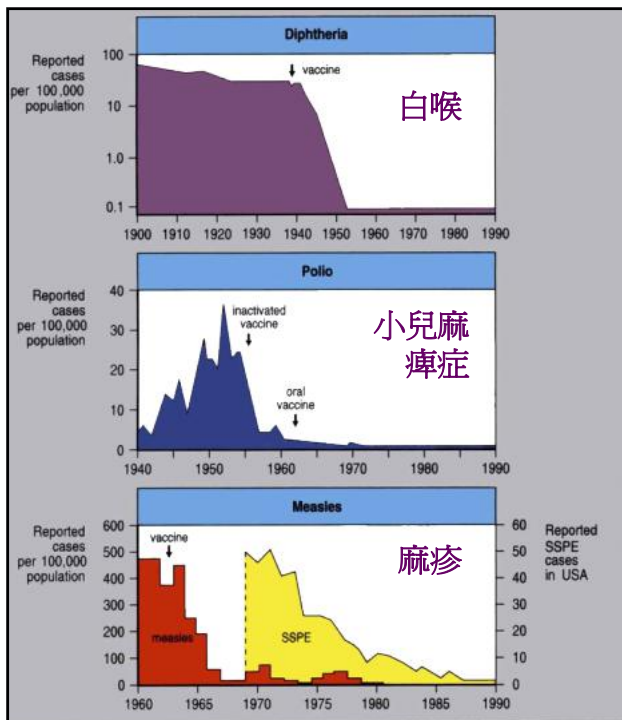 Diphtheria
Reported
cases
per 100,000
population
100
10
1.0
0.1
vaccine
白喉
1900 1910 1920 1930 1940 1950 1960 1970 1980 1990
Polio
Reported
cases
per 100,000
population
40
30
20
10
0
inactivated
vaccine
oral
vaccine
小兒麻
痺症
1940 1950 1960 1970 1980 1990
Measles
Reported
cases
per 100,000
population
600
500
400
300
200
100
0
vaccine
measles
SSPE
麻疹
60
50
40
30
20
10
0
Reported
SSPE
cases
in USA
1960 1965 1970 1975 1980 1985 1990